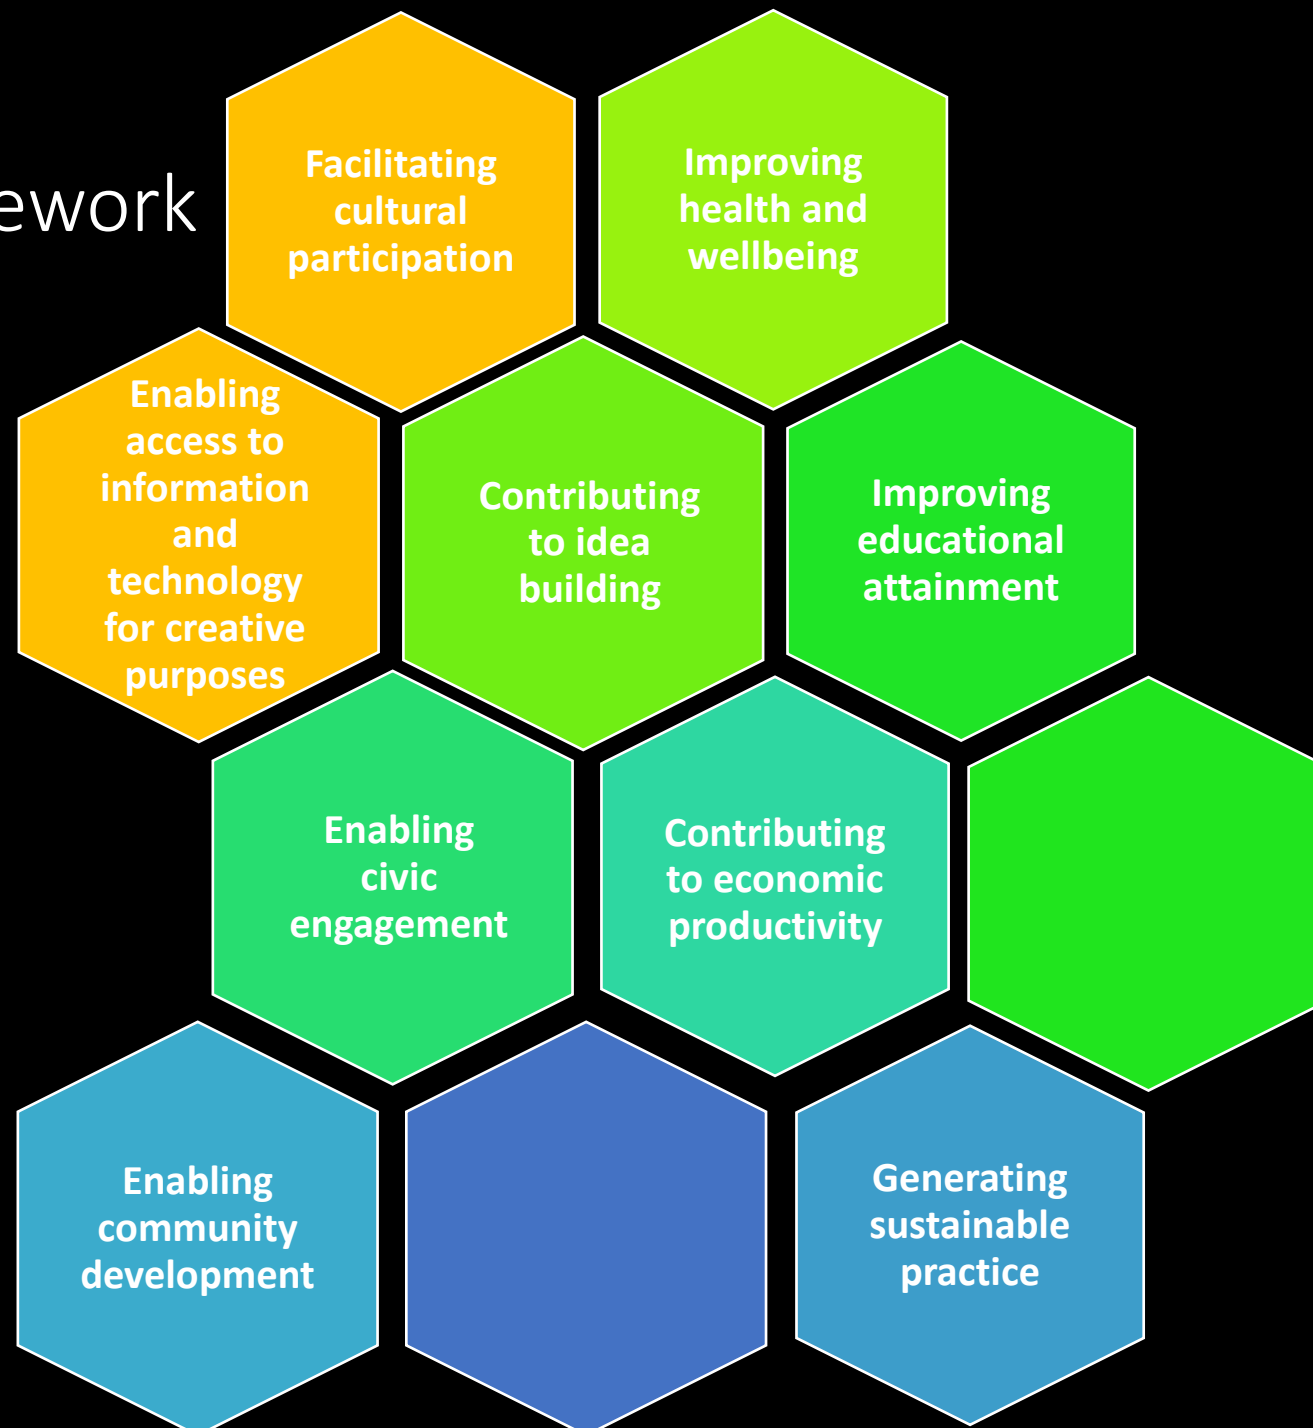 ework
Facilitating
cultural
participation
Improving
health and
wellbeing
Enabling
access to
information
and
technology
for creative
purposes
Contributing
to idea
building
Improving
educational
attainment
Enabling
civic
engagement
Contributing
to economic
productivity
Enabling
community
development
Generating
sustainable
practice